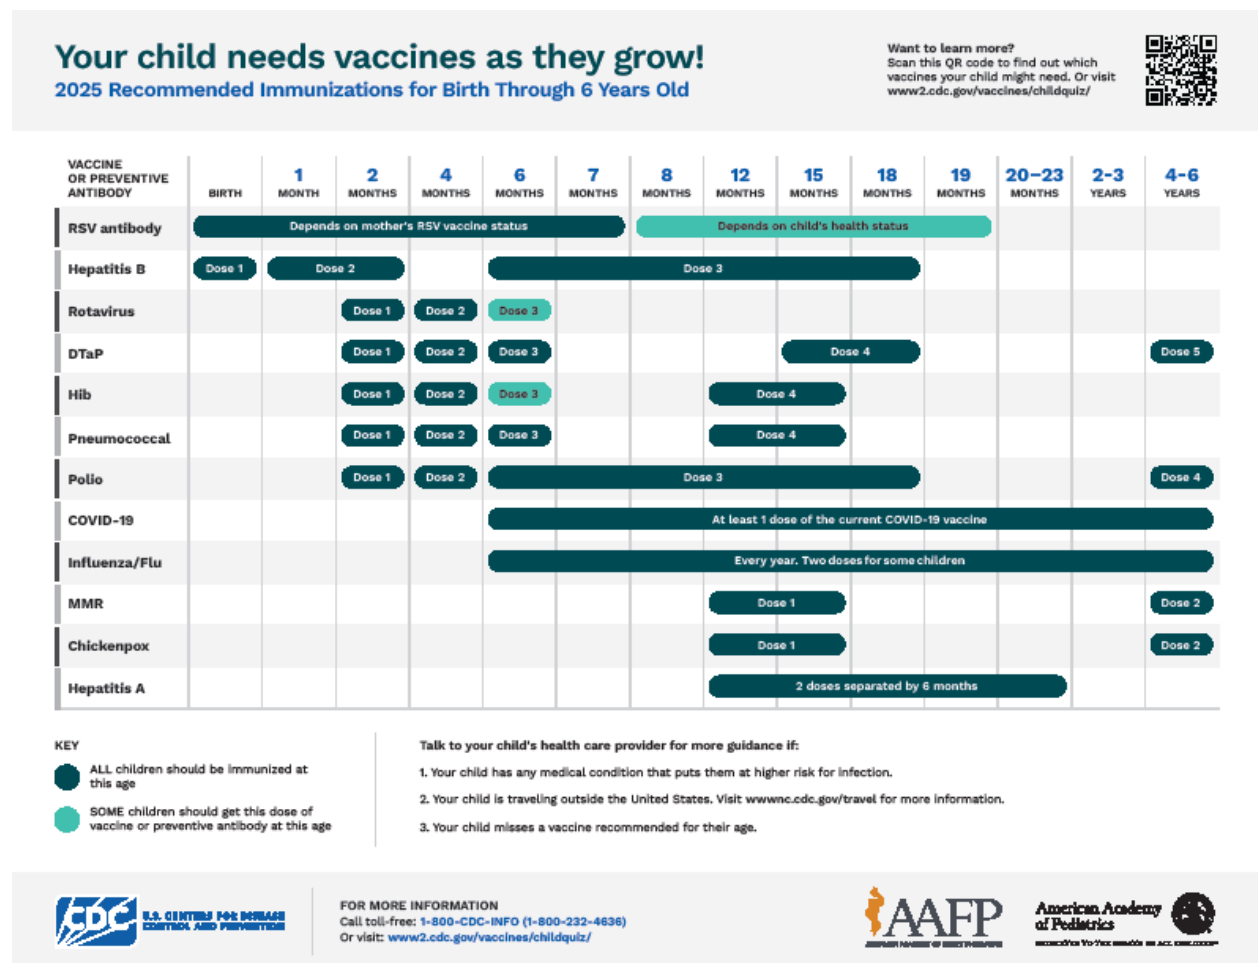 Your child needs vaccines as they grow!
2025 Recommended Immunizations for Birth Through 6 Years Old
Want to learn more?
Scan this QR code to find out which
vaccines your child might need. Or visit
www2.cdc.gov/vaccines/childquiz/
VACCINE
OR PREVENTIVE
ANTIBODY
BIRTH
1
MONTH
2
MONTHS
4
MONTHS
6
MONTHS
7
MONTHS
8
MONTHS
12
MONTHS
15
MONTHS
18
MONTHS
19
MONTHS
20–23
MONTHS
2-3
YEARS
4-6
YEARS
RSV antibody
Depends on mother's RSV vaccine status
Depends on child's health status
Hepatitis B
Dose 1
Dose 2
Dose 3
Rotavirus
Dose 1
Dose 2
Dose 3
DTaP
Dose 1
Dose 2
Dose 3
Dose 4
Dose 5
Hib
Dose 1
Dose 2
Dose 3
Dose 4
Pneumococcal
Dose 1
Dose 2
Dose 3
Dose 4
Polio
Dose 1
Dose 2
Dose 3
Dose 4
COVID-19
At least 1 dose of the current COVID-19 vaccine
Influenza/Flu
Every year. Two doses for some children
MMR
Dose 1
Dose 2
Chickenpox
Dose 1
Dose 2
Hepatitis A
2 doses separated by 6 months
KEY
ALL children should be immunized at
this age
SOME children should get this dose of
vaccine or preventive antibody at this age
Talk to your child's health care provider for more guidance if:
1. Your child has any medical condition that puts them at higher risk for infection.
2. Your child is traveling outside the United States. Visit wwwnc.cdc.gov/travel for more information.
3. Your child misses a vaccine recommended for their age.
CDC
U.S. CENTERS FOR DISEASE
CONTROL AND PREVENTION
FOR MORE INFORMATION
Call toll-free: 1-800-CDC-INFO (1-800-232-4636)
Or visit: www2.cdc.gov/vaccines/childquiz/
AAFP
American Academy
of Pediatrics